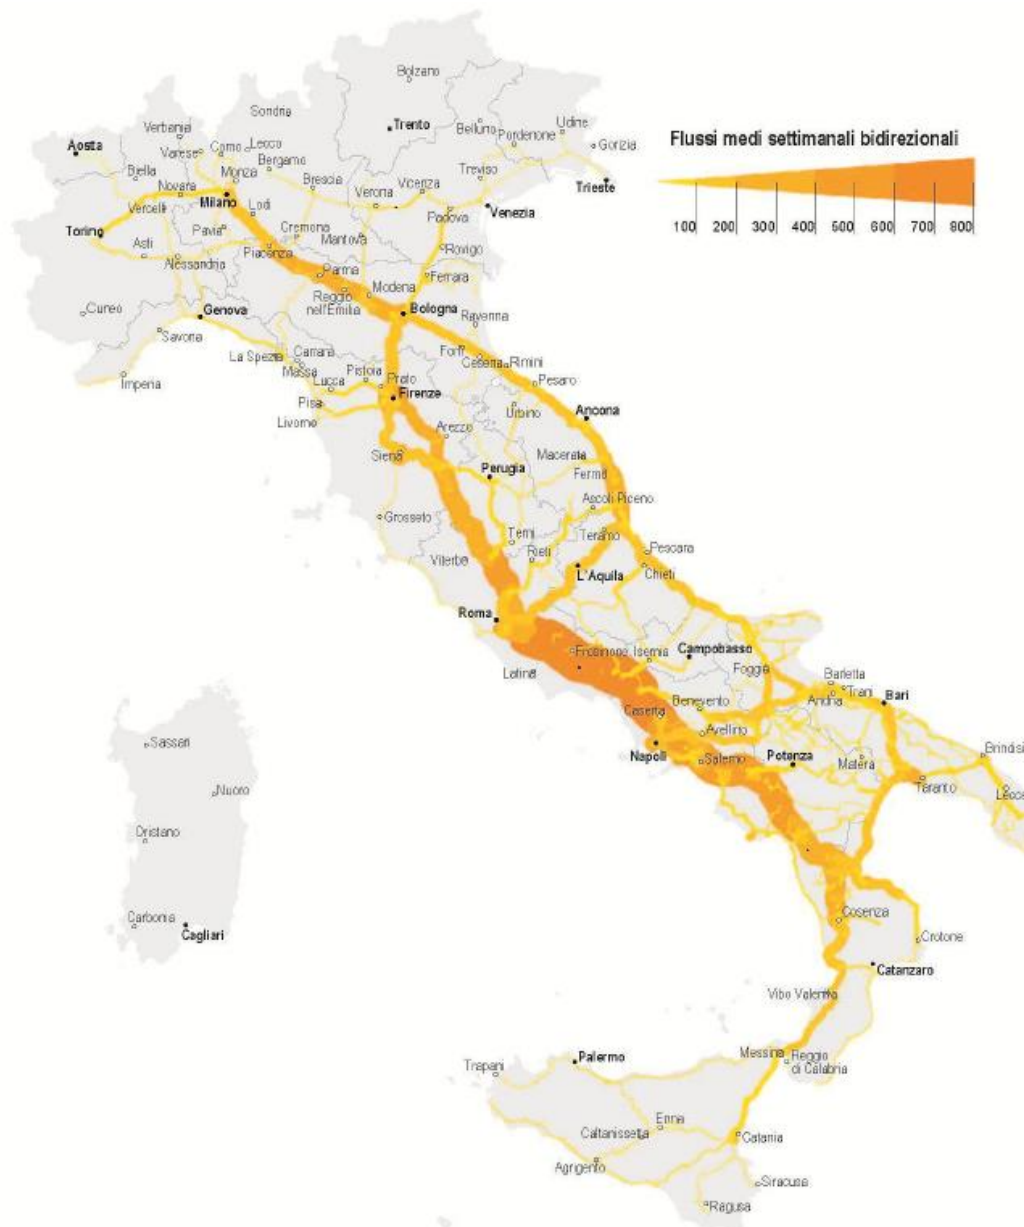 Bolzano
Sondrio
Verbania
Trento
Belluno
Udine
Pordenone
Gorizia
Flussi medi settimanali bidirezionali
Aosta
Varese
Como
Lecco
Bergamo
Biella
Monza
Brescia
Verona
Vicenza
Treviso
Trieste
Novara
Milano
Lodi
Padova
Venezia
Vercelli
Torino
Pavia
Cremona
Mantova
Rovigo
100
200
300
400
500
600
700
800
Asti
Piacenza
Alessandria
Parma
Ferrara
Modena
Reggio
nell'Emilia
Cuneo
Genova
Bologna
Ravenna
Savona
La Spezia
Carrara
Massa
Forlì
Cesena
Rimini
Imperia
Pistoia
Lucca
Prato
Firenze
Pesaro
Pisa
Urbino
Ancona
Livorno
Arezzo
Siena
Macerata
Perugia
Fermo
Ascoli Piceno
Grosseto
Terni
Teramo
Rieti
Pescara
Viterbo
L'Aquila
Chieti
Roma
Frosinone
Isernia
Campobasso
Latina
Foggia
Barletta
Trani
Andria
Bari
Benevento
Caserta
Avellino
Napoli
Salerno
Potenza
Matera
Brindisi
Taranto
Lecce
Sassari
Nuoro
Oristano
Carbonia
Cagliari
Cosenza
Crotone
Catanzaro
Vibo Valentia
Messina
Reggio
di Calabria
Palermo
Trapani
Enna
Caltanissetta
Catania
Agrigento
Siracusa
Ragusa